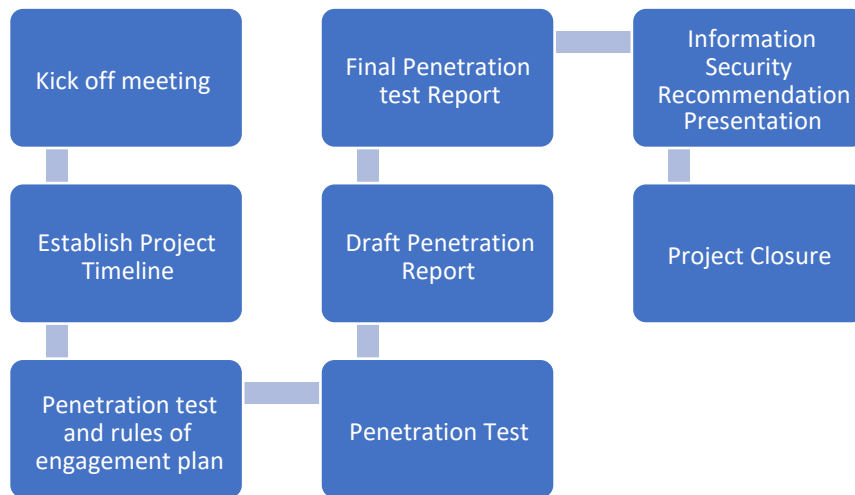 Kick off meeting
Establish Project
Timeline
Penetration test
and rules of
engagement plan
Penetration Test
Draft Penetration
Report
Final Penetration
test Report
Information
Security
Recommendation
Presentation
Project Closure